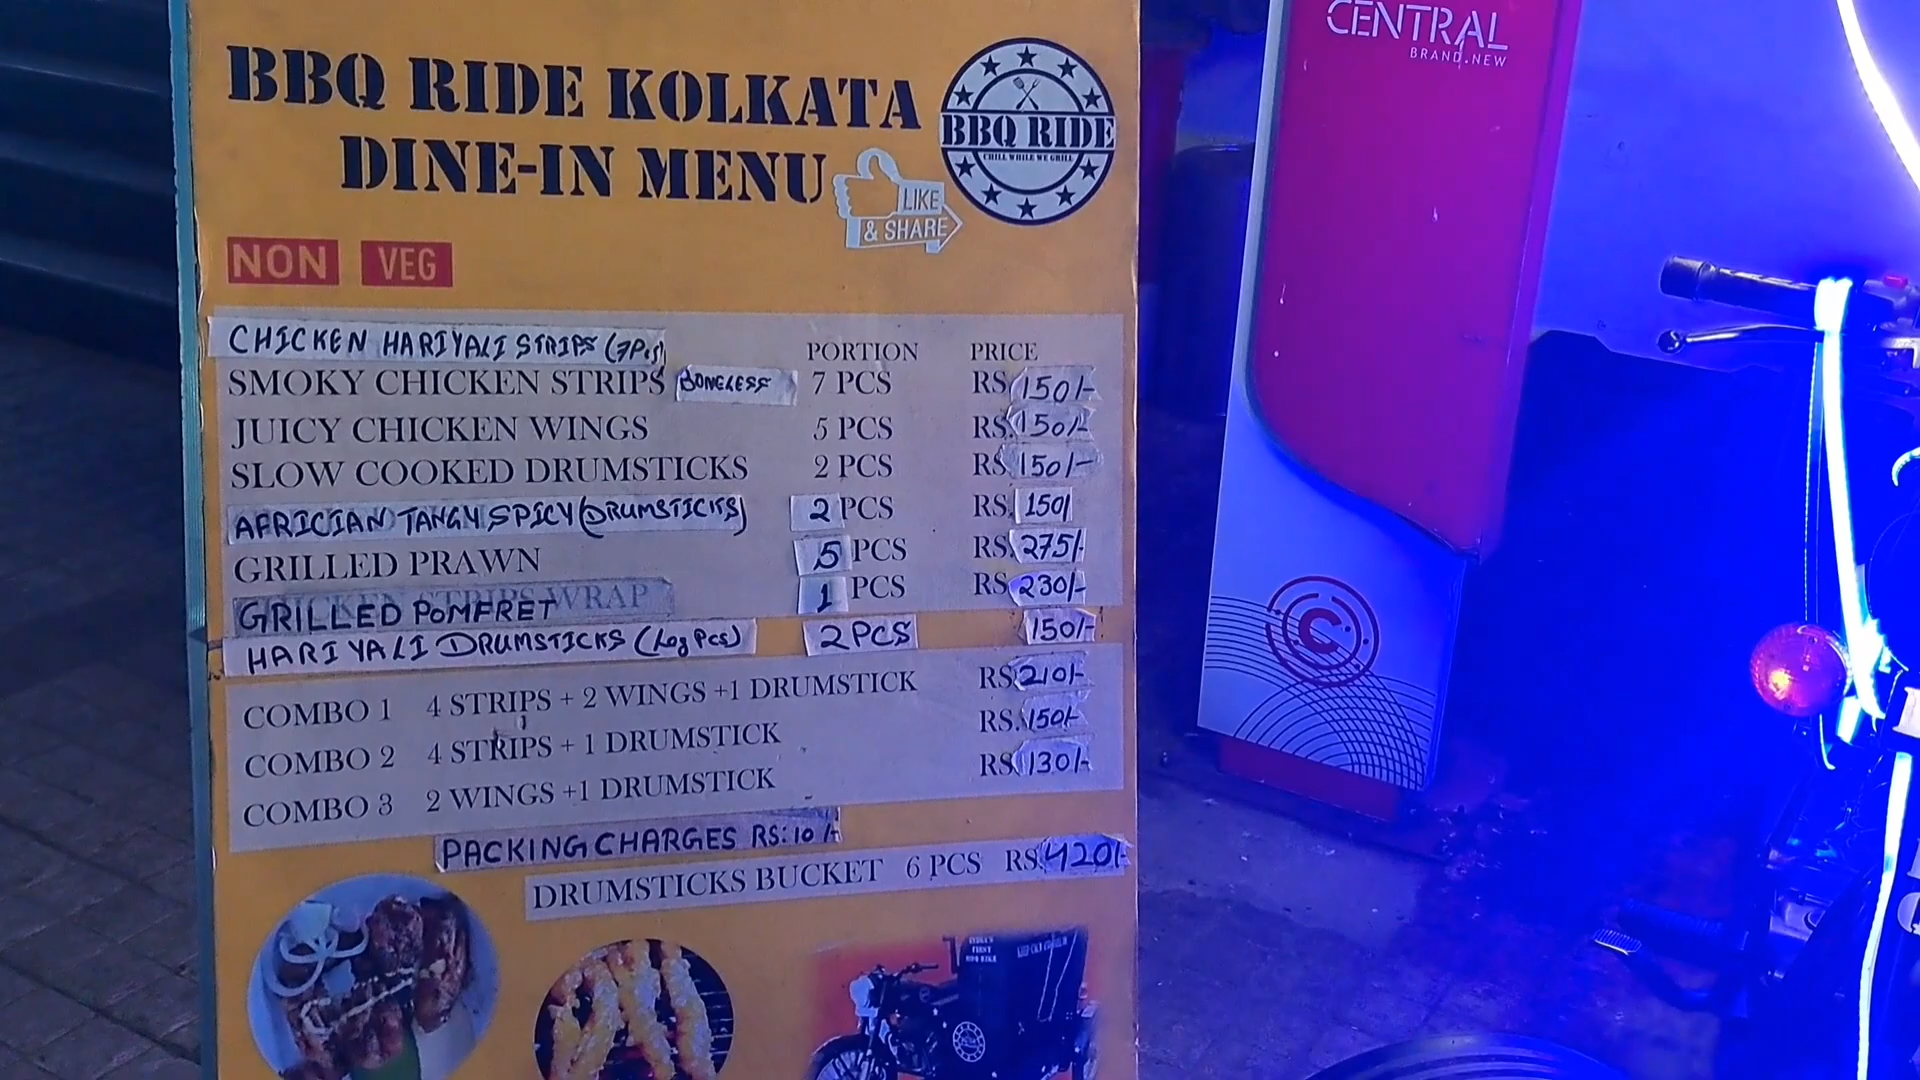 BBQ RIDE KOLKATA
DINE-IN MENU
BBQ RIDE
CHILL WHILE WE GRILL
LIKE
& SHARE
NON VEG
CHICKEN HARIYALI STRIPS (7Pcs)
PORTION PRICE
SMOKY CHICKEN STRIPS BONELESS 7 PCS RS 150/-
JUICY CHICKEN WINGS 5 PCS RS. 150/-
SLOW COOKED DRUMSTICKS 2 PCS RS 150/-
AFRICIAN TANGY SPICY (DRUMSTICKS) 2 PCS RS. 150/
GRILLED PRAWN 5 PCS RS. 275/-
GRILLED POMFRET 1 PCS RS 230/-
HARIYALI DRUMSTICKS (Leg Pcs) 2 PCS 150/-
COMBO 1 4 STRIPS + 2 WINGS +1 DRUMSTICK RS 210/-
COMBO 2 4 STRIPS + 1 DRUMSTICK RS. 150/-
COMBO 3 2 WINGS +1 DRUMSTICK RS. 130/-
PACKING CHARGES RS: 10/-
DRUMSTICKS BUCKET 6 PCS RS. 420/-
CENTRAL
BRAND.NEW
C